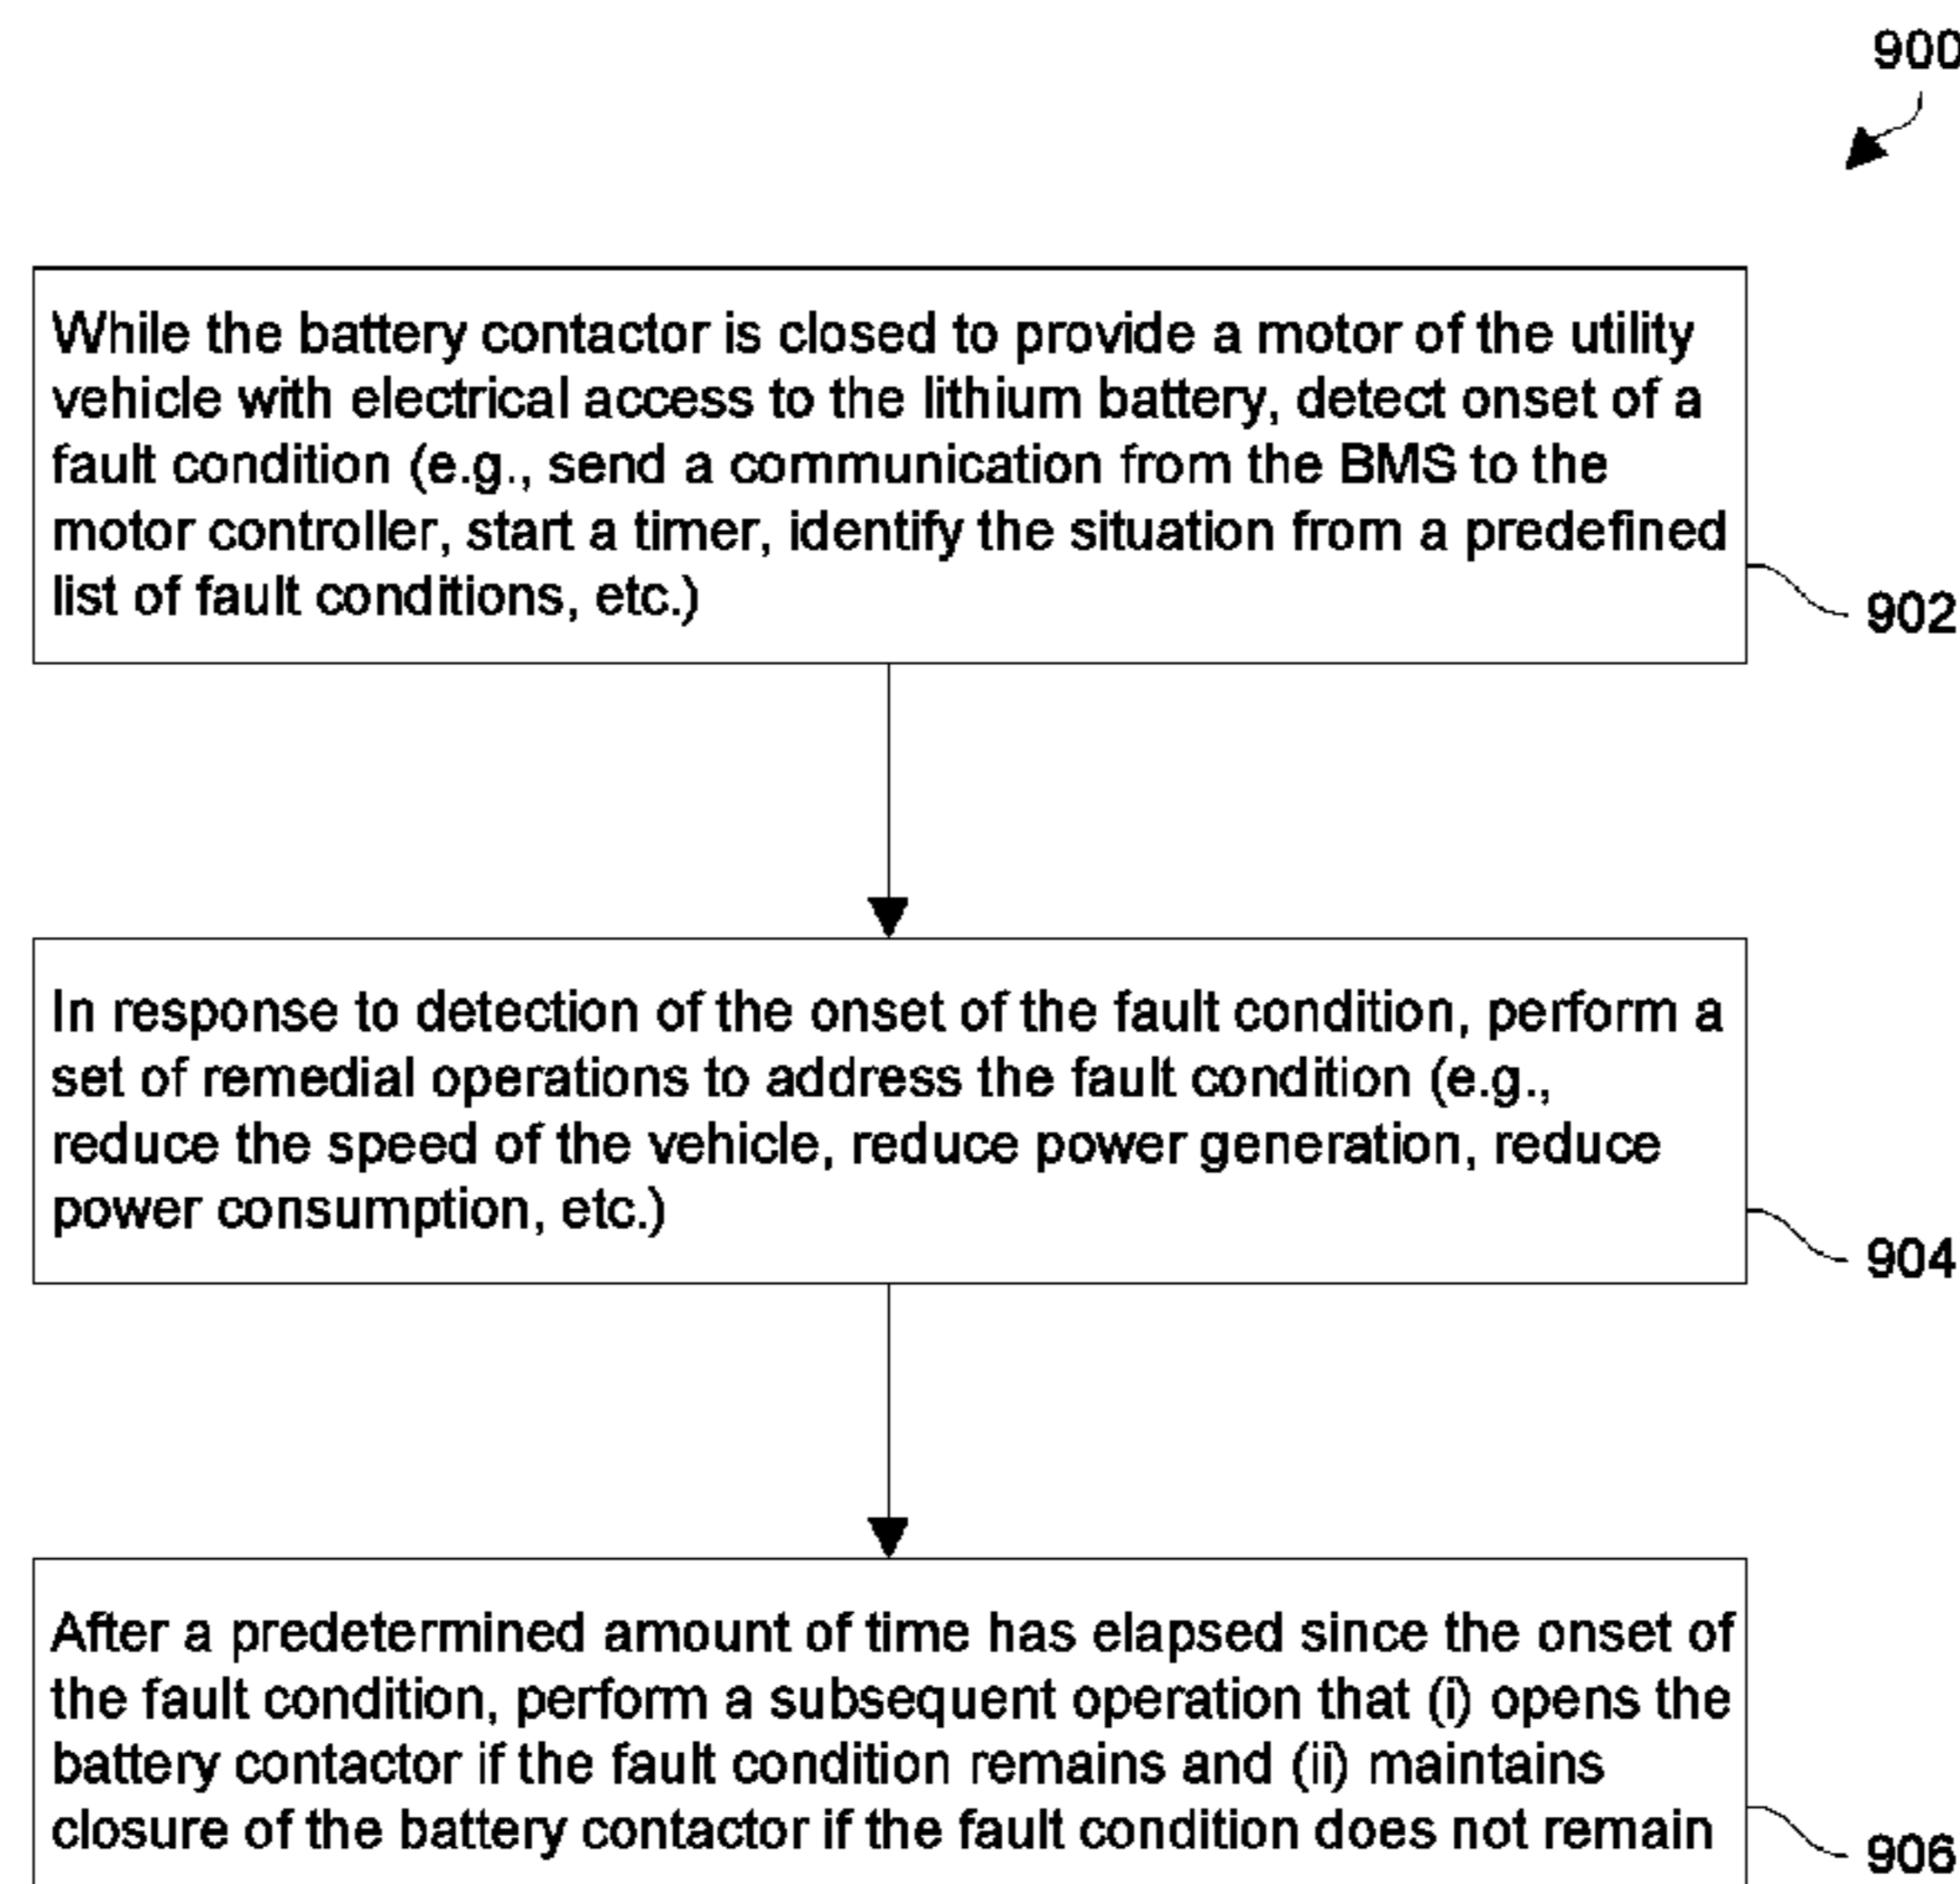 900
While the battery contactor is closed to provide a motor of the utility
vehicle with electrical access to the lithium battery, detect onset of a
fault condition (e.g., send a communication from the BMS to the
motor controller, start a timer, identify the situation from a predefined
list of fault conditions, etc.)
902
In response to detection of the onset of the fault condition, perform a
set of remedial operations to address the fault condition (e.g.,
reduce the speed of the vehicle, reduce power generation, reduce
power consumption, etc.)
904
After a predetermined amount of time has elapsed since the onset of
the fault condition, perform a subsequent operation that (i) opens the
battery contactor if the fault condition remains and (ii) maintains
closure of the battery contactor if the fault condition does not remain
906